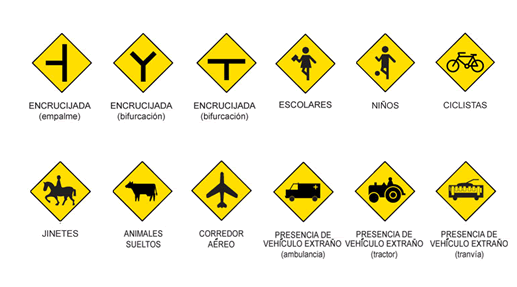 ENCRUCIJADA
(empalme)
ENCRUCIJADA
(bifurcación)
ENCRUCIJADA
(bifurcación)
ESCOLARES
NIÑOS
CICLISTAS
JINETES
ANIMALES
SUELTOS
CORREDOR
AÉREO
PRESENCIA DE
VEHÍCULO EXTRAÑO
(ambulancia)
PRESENCIA DE
VEHÍCULO EXTRAÑO
(tractor)
PRESENCIA DE
VEHÍCULO EXTRAÑO
(tranvía)